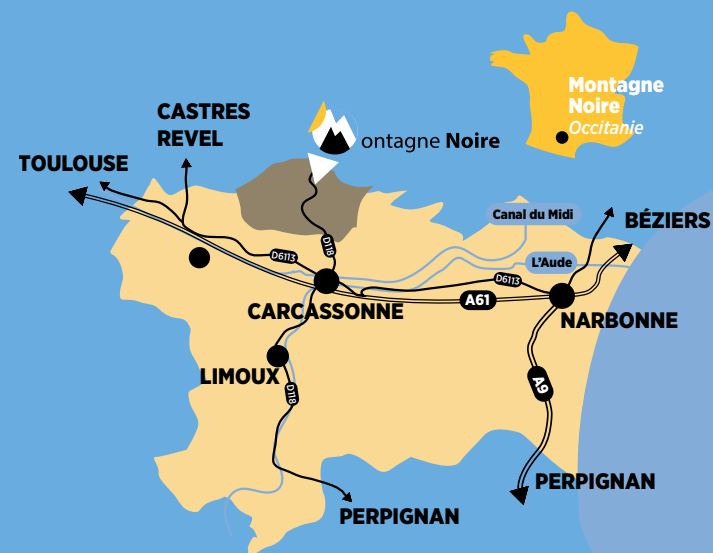 Montagne
Noire
Occitanie
CASTRES
REVEL
ontagne Noire
TOULOUSE
Canal du Midi
BÉZIERS
D118
D6113
L'Aude
D6113
A61
CARCASSONNE
NARBONNE
LIMOUX
D118
A9
PERPIGNAN
PERPIGNAN